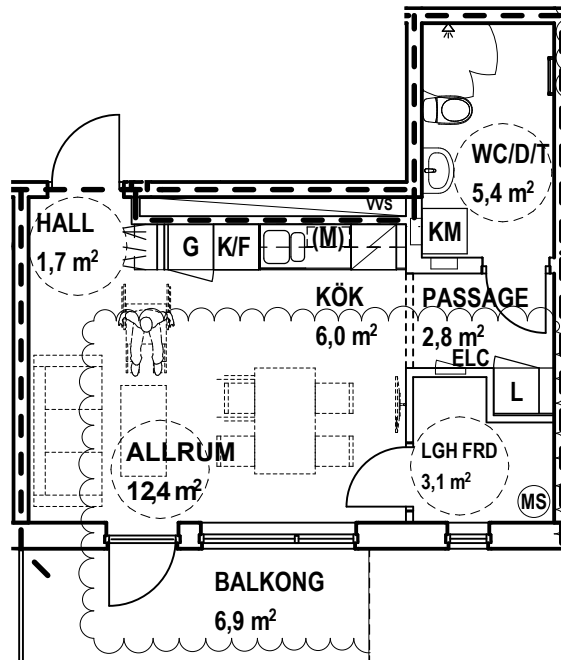 WC/D/T
5,4 m²
VVS
HALL
1,7 m²
G
K/F
(M)
KM
KÖK
6,0 m²
PASSAGE
2,8 m²
ELC
L
ALLRUM
12,4 m²
LGH FRD
3,1 m²
MS
BALKONG
6,9 m²